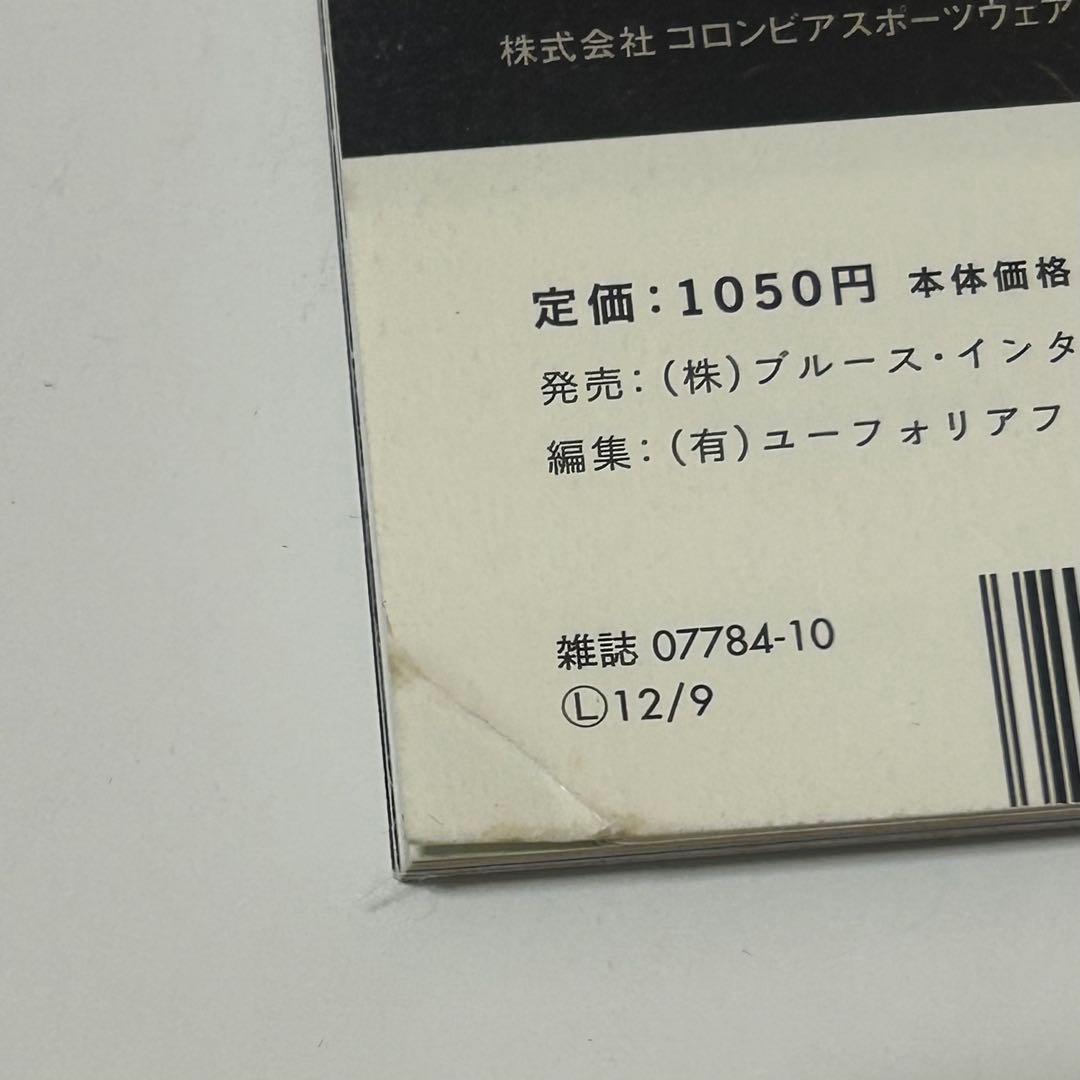 株式会社 コロンビアスポーツウェア
定価：1050円 本体価格
発売：(株)ブルース・インタ
編集：(有)ユーフォリアフ
雑誌 07784-10
Ⓛ12/9